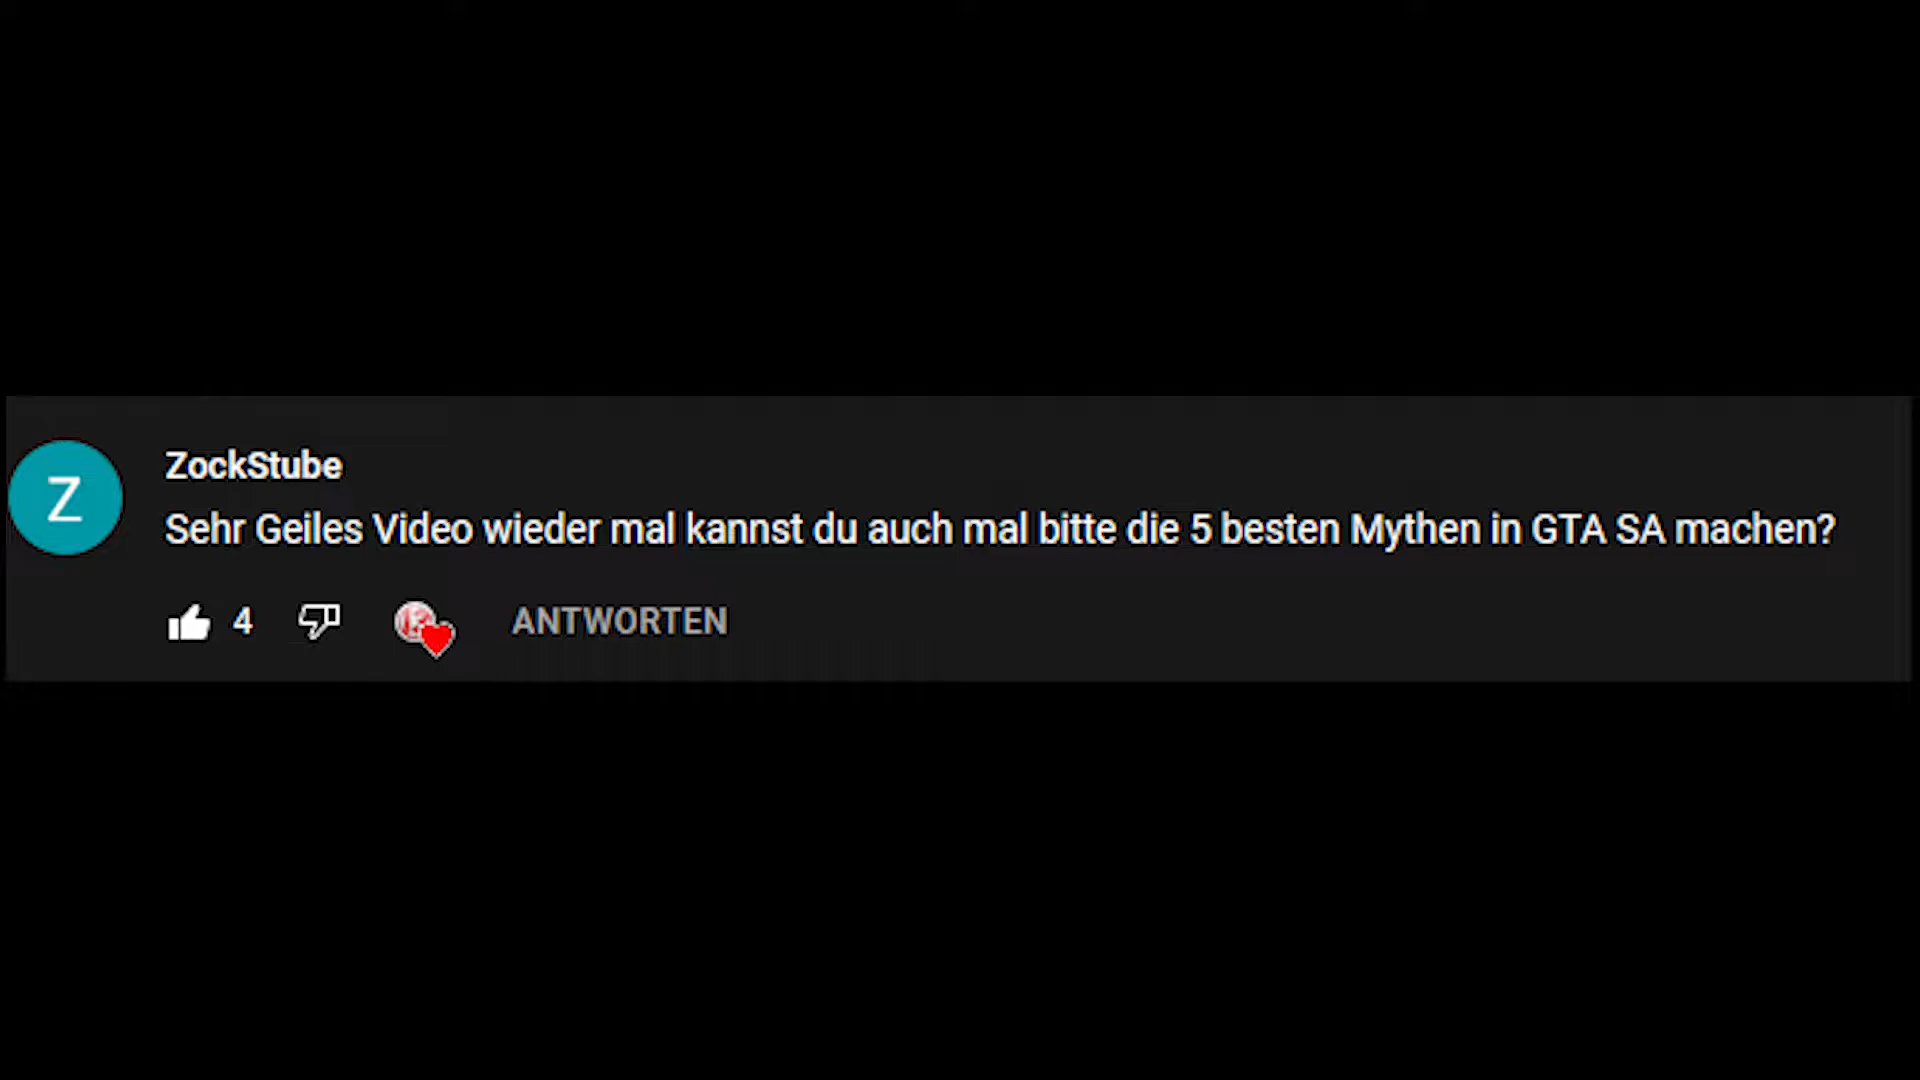 Z
ZockStube
Sehr Geiles Video wieder mal kannst du auch mal bitte die 5 besten Mythen in GTA SA machen?
4
ANTWORTEN